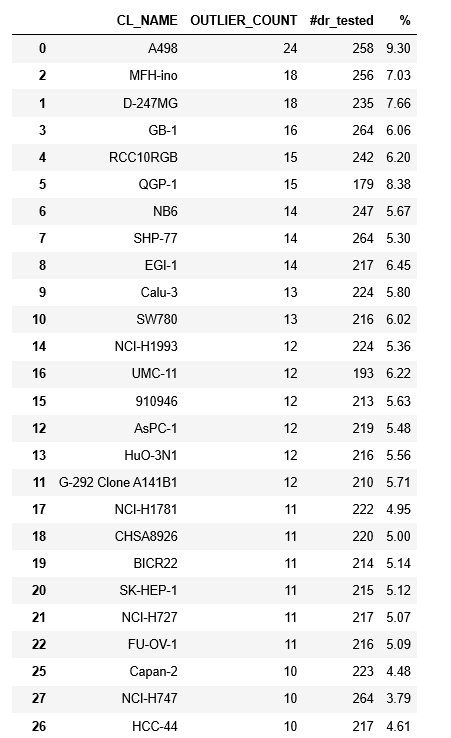 CL_NAME OUTLIER_COUNT #dr_tested %
0 A498 24 258 9.30
2 MFH-ino 18 256 7.03
1 D-247MG 18 235 7.66
3 GB-1 16 264 6.06
4 RCC10RGB 15 242 6.20
5 QGP-1 15 179 8.38
6 NB6 14 247 5.67
7 SHP-77 14 264 5.30
8 EGI-1 14 217 6.45
9 Calu-3 13 224 5.80
10 SW780 13 216 6.02
14 NCI-H1993 12 224 5.36
16 UMC-11 12 193 6.22
15 910946 12 213 5.63
12 AsPC-1 12 219 5.48
13 HuO-3N1 12 216 5.56
11 G-292 Clone A141B1 12 210 5.71
17 NCI-H1781 11 222 4.95
18 CHSA8926 11 220 5.00
19 BICR22 11 214 5.14
20 SK-HEP-1 11 215 5.12
21 NCI-H727 11 217 5.07
22 FU-OV-1 11 216 5.09
25 Capan-2 10 223 4.48
27 NCI-H747 10 264 3.79
26 HCC-44 10 217 4.61